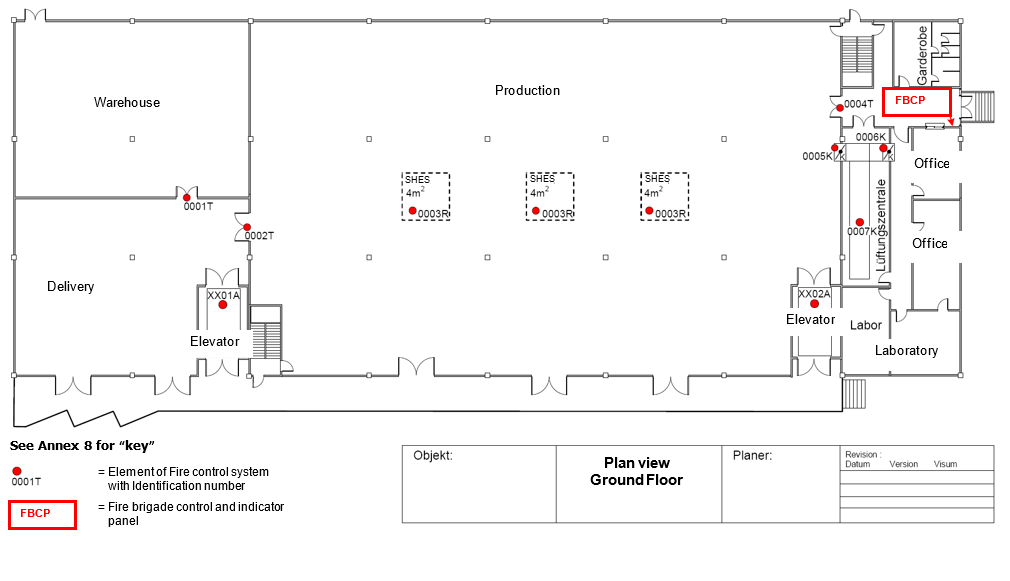 Garderobe
Production
Warehouse
FBCP
0004T
0006K
0005K
K
K
Office
SHES
4m²
0003R
SHES
4m²
0003R
SHES
4m²
0003R
0001T
0002T
0007K
Lüftungszentrale
Office
Delivery
XX01A
XX02A
Elevator
Elevator
Labor
Laboratory
See Annex 8 for “key”
0001T
= Element of Fire control system
with Identification number
FBCP
= Fire brigade control and indicator
panel
Objekt:
Plan view
Ground Floor
Planer:
Revision :
Datum Version Visum